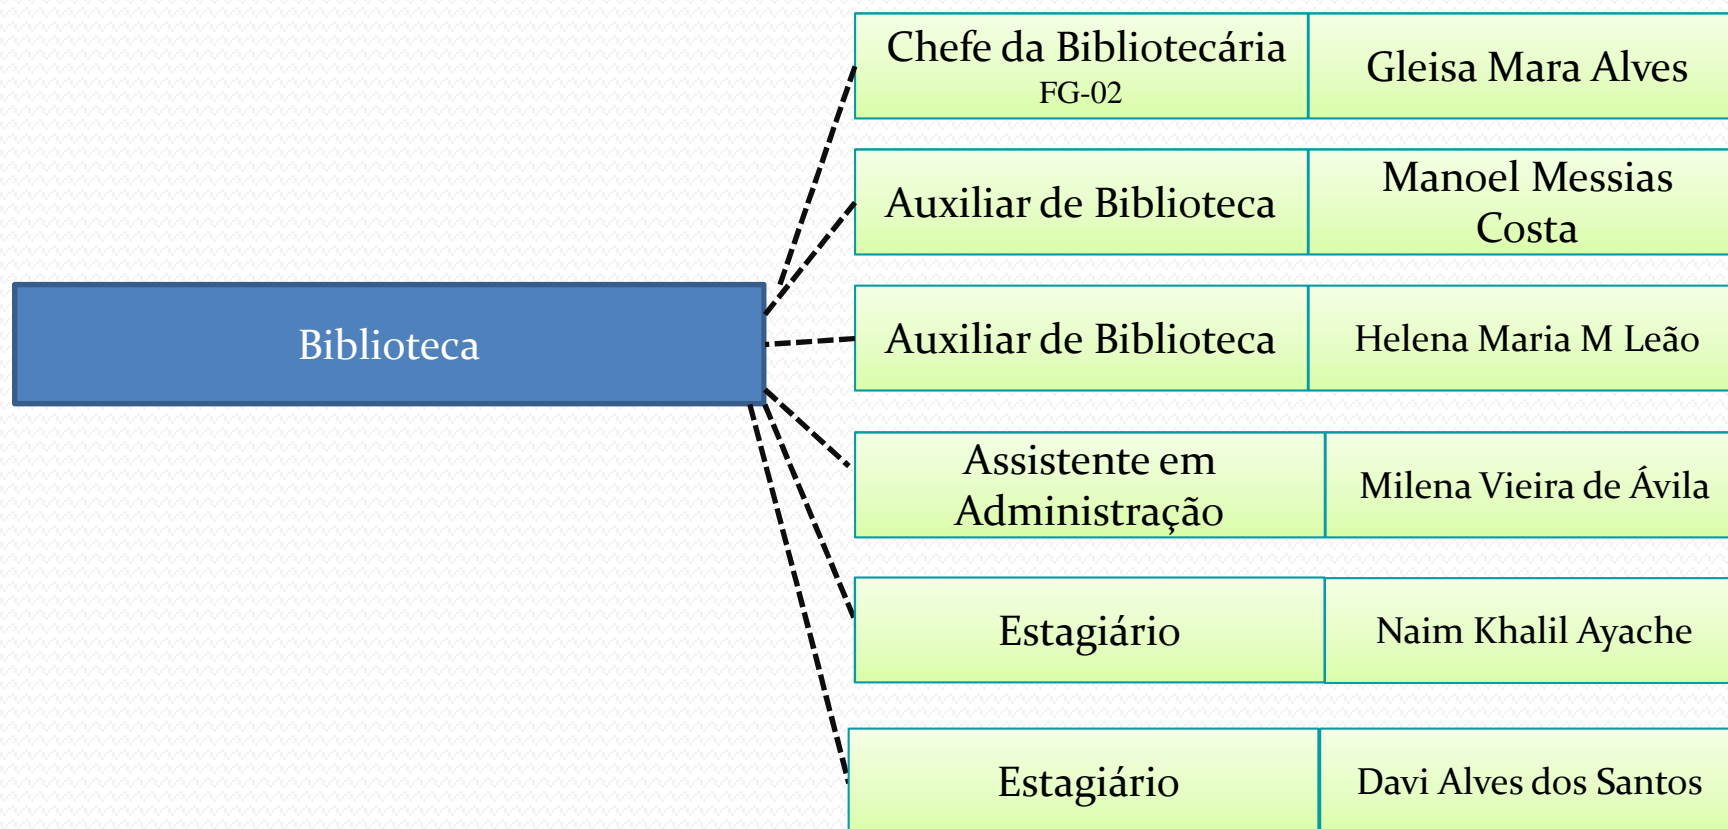 Chefe da Bibliotecária
FG-02
Gleisa Mara Alves
Auxiliar de Biblioteca
Manoel Messias
Costa
Biblioteca
Auxiliar de Biblioteca
Helena Maria M Leão
Assistente em
Administração
Milena Vieira de Ávila
Estagiário
Naim Khalil Ayache
Estagiário
Davi Alves dos Santos